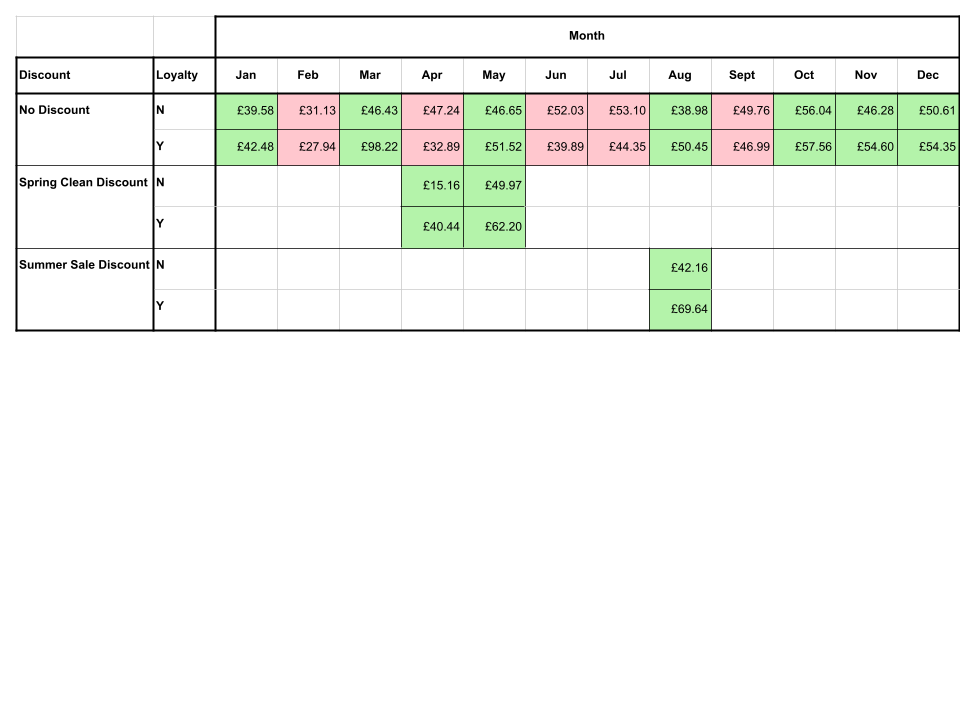 Month
Discount Loyalty Jan Feb Mar Apr May Jun Jul Aug Sept Oct Nov Dec
No Discount N £39.58 £31.13 £46.43 £47.24 £46.65 £52.03 £53.10 £38.98 £49.76 £56.04 £46.28 £50.61
Y £42.48 £27.94 £98.22 £32.89 £51.52 £39.89 £44.35 £50.45 £46.99 £57.56 £54.60 £54.35
Spring Clean Discount N £15.16 £49.97
Y £40.44 £62.20
Summer Sale Discount N £42.16
Y £69.64